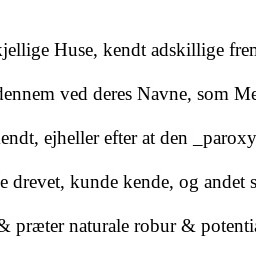 kjellige Huse, kendt adskillige fren
dennem ved deres Navne, som Me
endt, ejheller efter at den _paroxy
e drevet, kunde kende, og andet s
& præter naturale robur & potentia